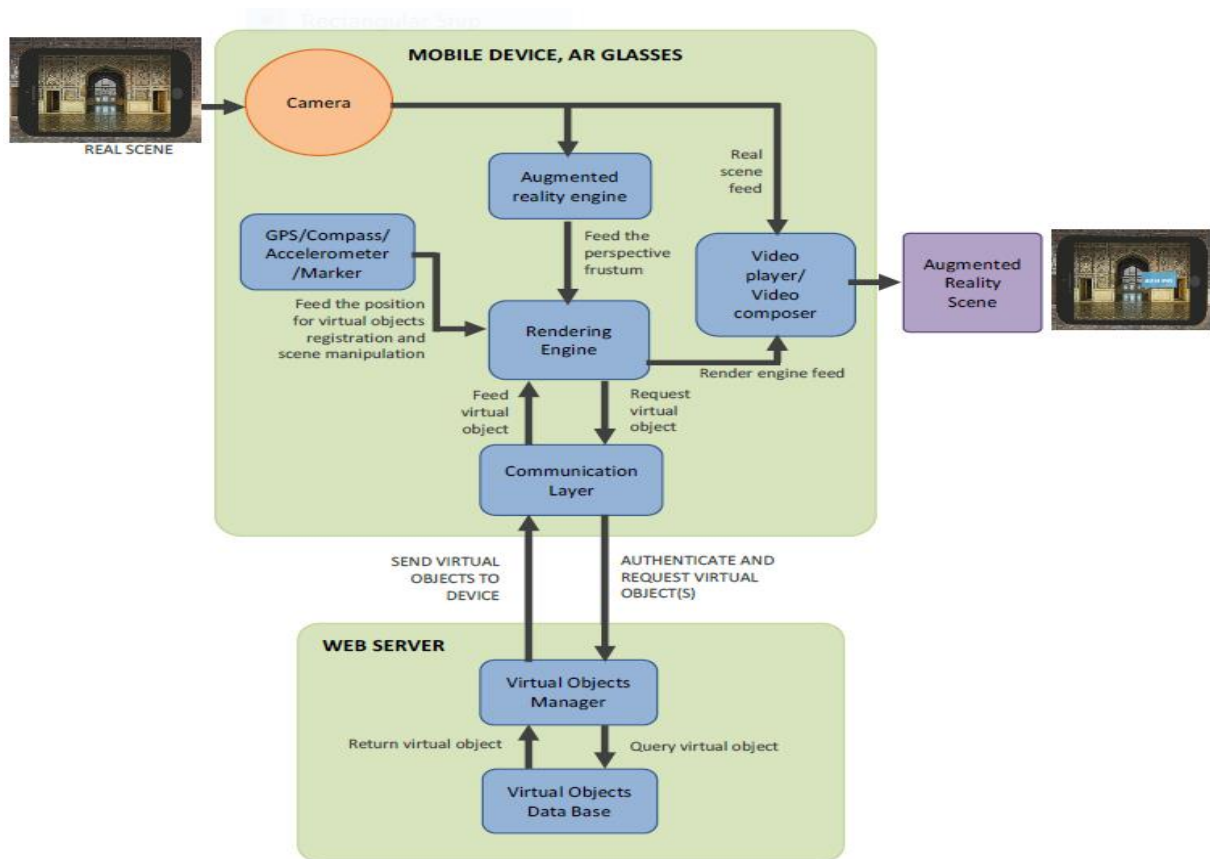 Rectangular Snip
MOBILE DEVICE, AR GLASSES
Camera
REAL SCENE
Augmented
reality engine
Real
scene
feed
GPS/Compass/
Accelerometer
/Marker
Feed the
perspective
frustum
Video
player/
Video
composer
Augmented
Reality
Scene
Feed the position
for virtual objects
registration and
scene manipulation
Rendering
Engine
Render engine feed
Feed
virtual
object
Request
virtual
object
Communication
Layer
SEND VIRTUAL
OBJECTS TO
DEVICE
AUTHENTICATE AND
REQUEST VIRTUAL
OBJECT(S)
WEB SERVER
Virtual Objects
Manager
Return virtual object
Query virtual object
Virtual Objects
Data Base